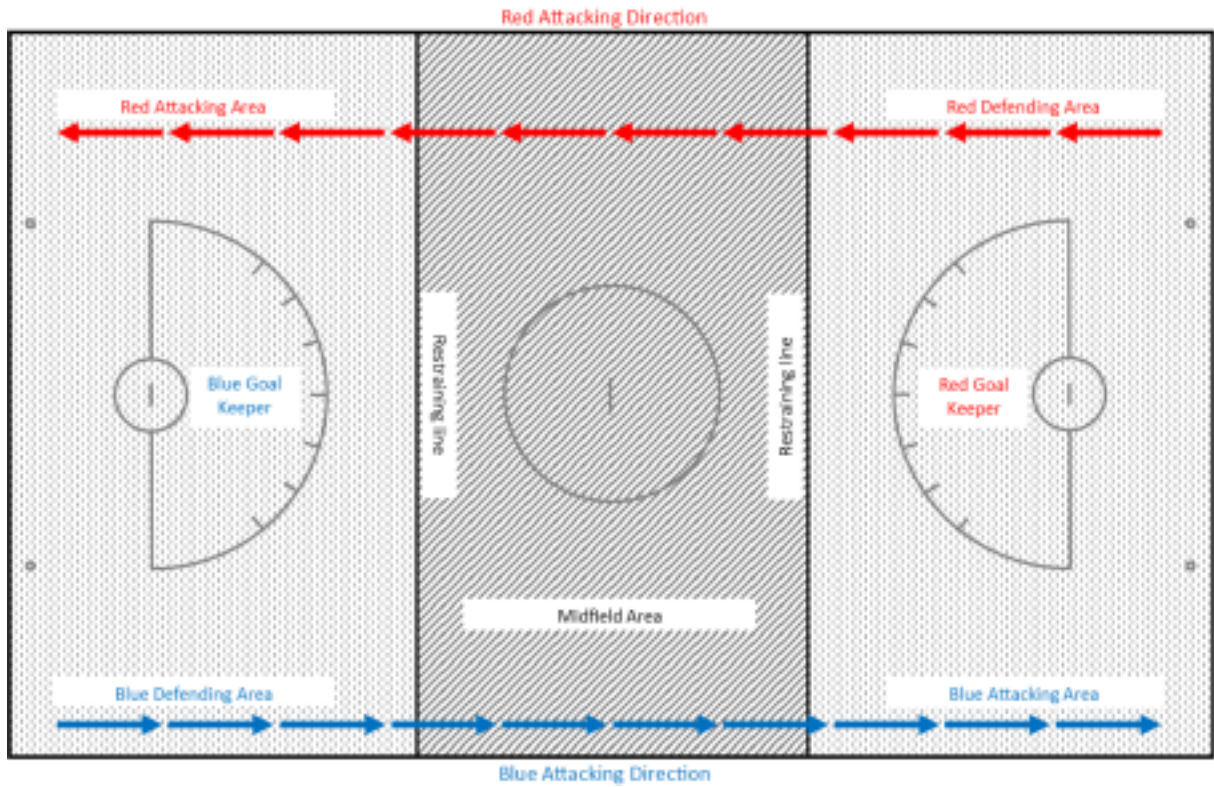 Red Attacking Direction
Red Attacking Area
Red Defending Area
Restraining line
Restraining line
Blue Goal
Keeper
Red Goal
Keeper
Midfield Area
Blue Defending Area
Blue Attacking Area
Blue Attacking Direction